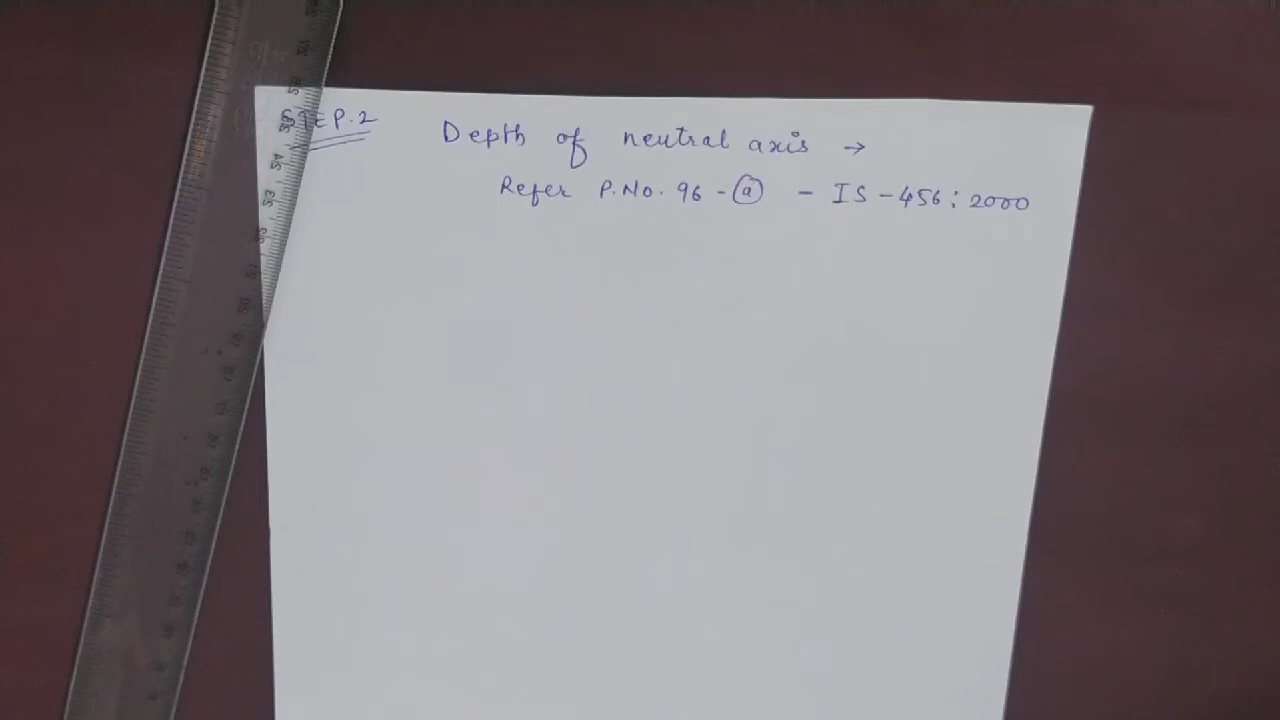 STEP.2
Depth of neutral axis →
Refer P.No. 96 - ⓐ - IS - 456 : 2000